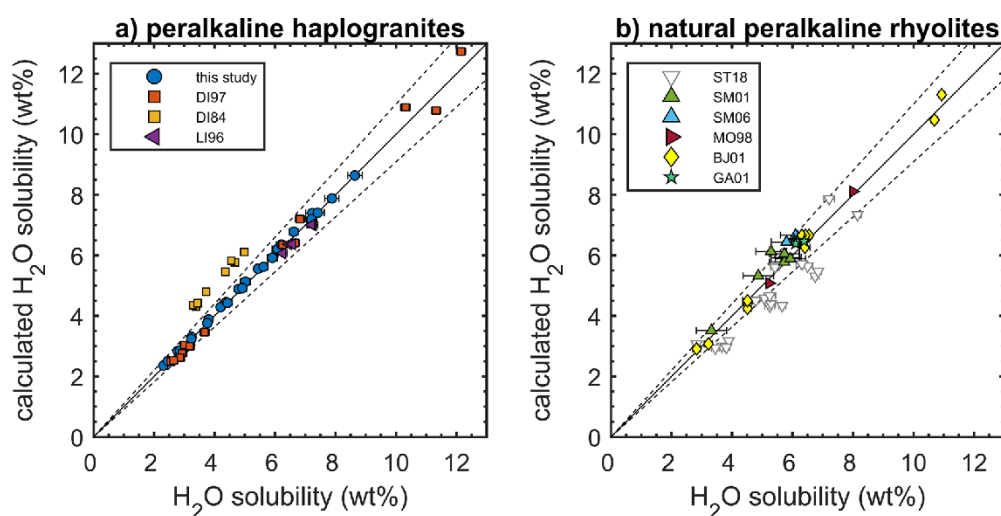 a) peralkaline haplogranites
calculated H₂O solubility (wt%)
12
10
8
6
4
2
0
this study
DI97
DI84
LI96
0 2 4 6 8 10 12
H₂O solubility (wt%)
b) natural peralkaline rhyolites
calculated H₂O solubility (wt%)
12
10
8
6
4
2
0
ST18
SM01
SM06
MO98
BJ01
GA01
0 2 4 6 8 10 12
H₂O solubility (wt%)